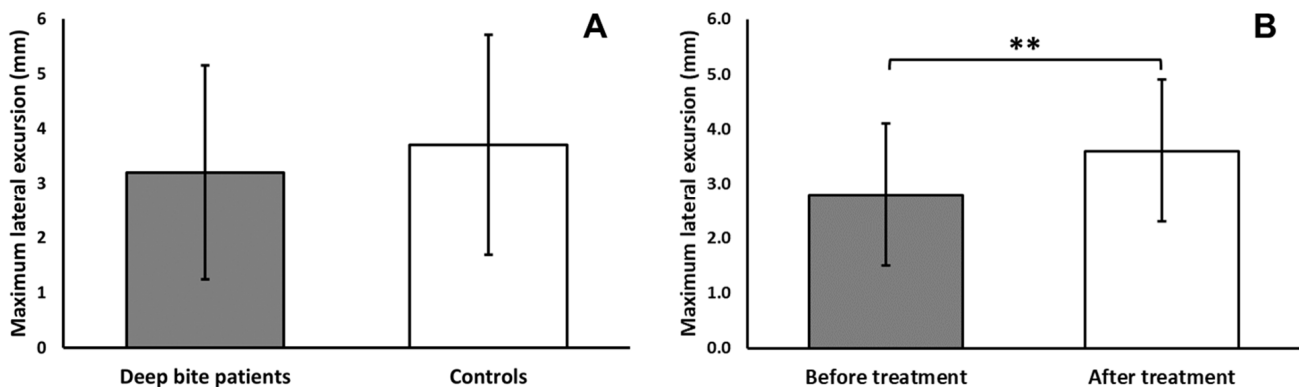 A
Maximum lateral excursion (mm)
6
5
4
3
2
1
0
Deep bite patients
Controls
B
Maximum lateral excursion (mm)
6.0
5.0
4.0
3.0
2.0
1.0
0.0
**
Before treatment
After treatment